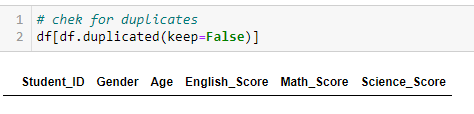 1 # chek for duplicates
2 df[df.duplicated(keep=False)]
Student_ID Gender Age English_Score Math_Score Science_Score